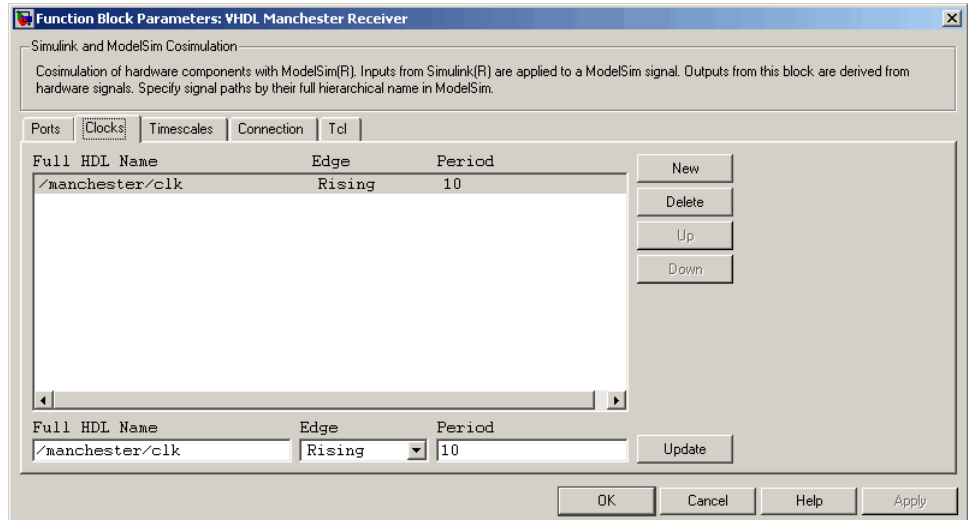 Function Block Parameters: VHDL Manchester Receiver
Simulink and ModelSim Cosimulation
Cosimulation of hardware components with ModelSim(R). Inputs from Simulink(R) are applied to a ModelSim signal. Outputs from this block are derived from
hardware signals. Specify signal paths by their full hierarchical name in ModelSim.
Ports Clocks Timescales Connection Tcl
Full HDL Name Edge Period
/manchester/clk Rising 10
New
Delete
Up
Down
Full HDL Name Edge Period
/manchester/clk Rising 10 Update
OK Cancel Help Apply